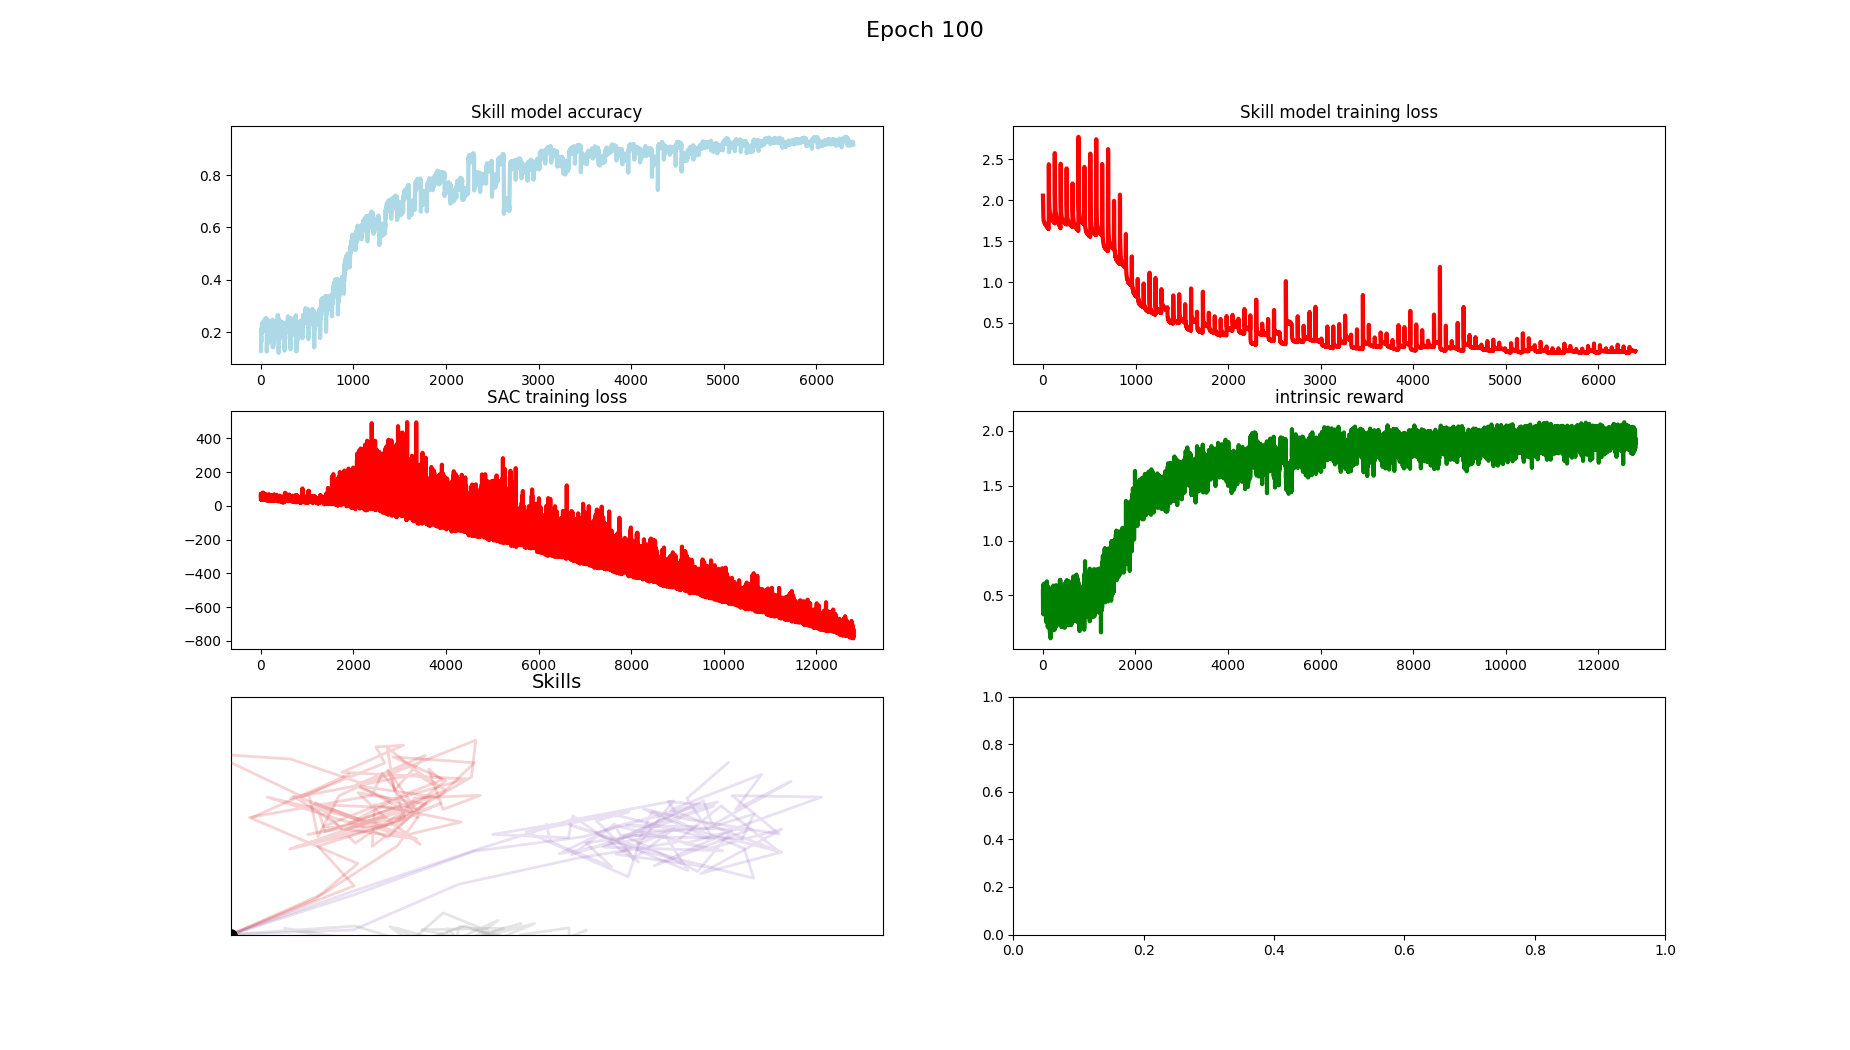 Epoch 100
Skill model accuracy
0.8
0.6
0.4
0.2
0 1000 2000 3000 4000 5000 6000
Skill model training loss
2.5
2.0
1.5
1.0
0.5
0 1000 2000 3000 4000 5000 6000
SAC training loss
400
200
0
−200
−400
−600
−800
0 2000 4000 6000 8000 10000 12000
intrinsic reward
2.0
1.5
1.0
0.5
0 2000 4000 6000 8000 10000 12000
Skills
1.0
0.8
0.6
0.4
0.2
0.0
0.0 0.2 0.4 0.6 0.8 1.0